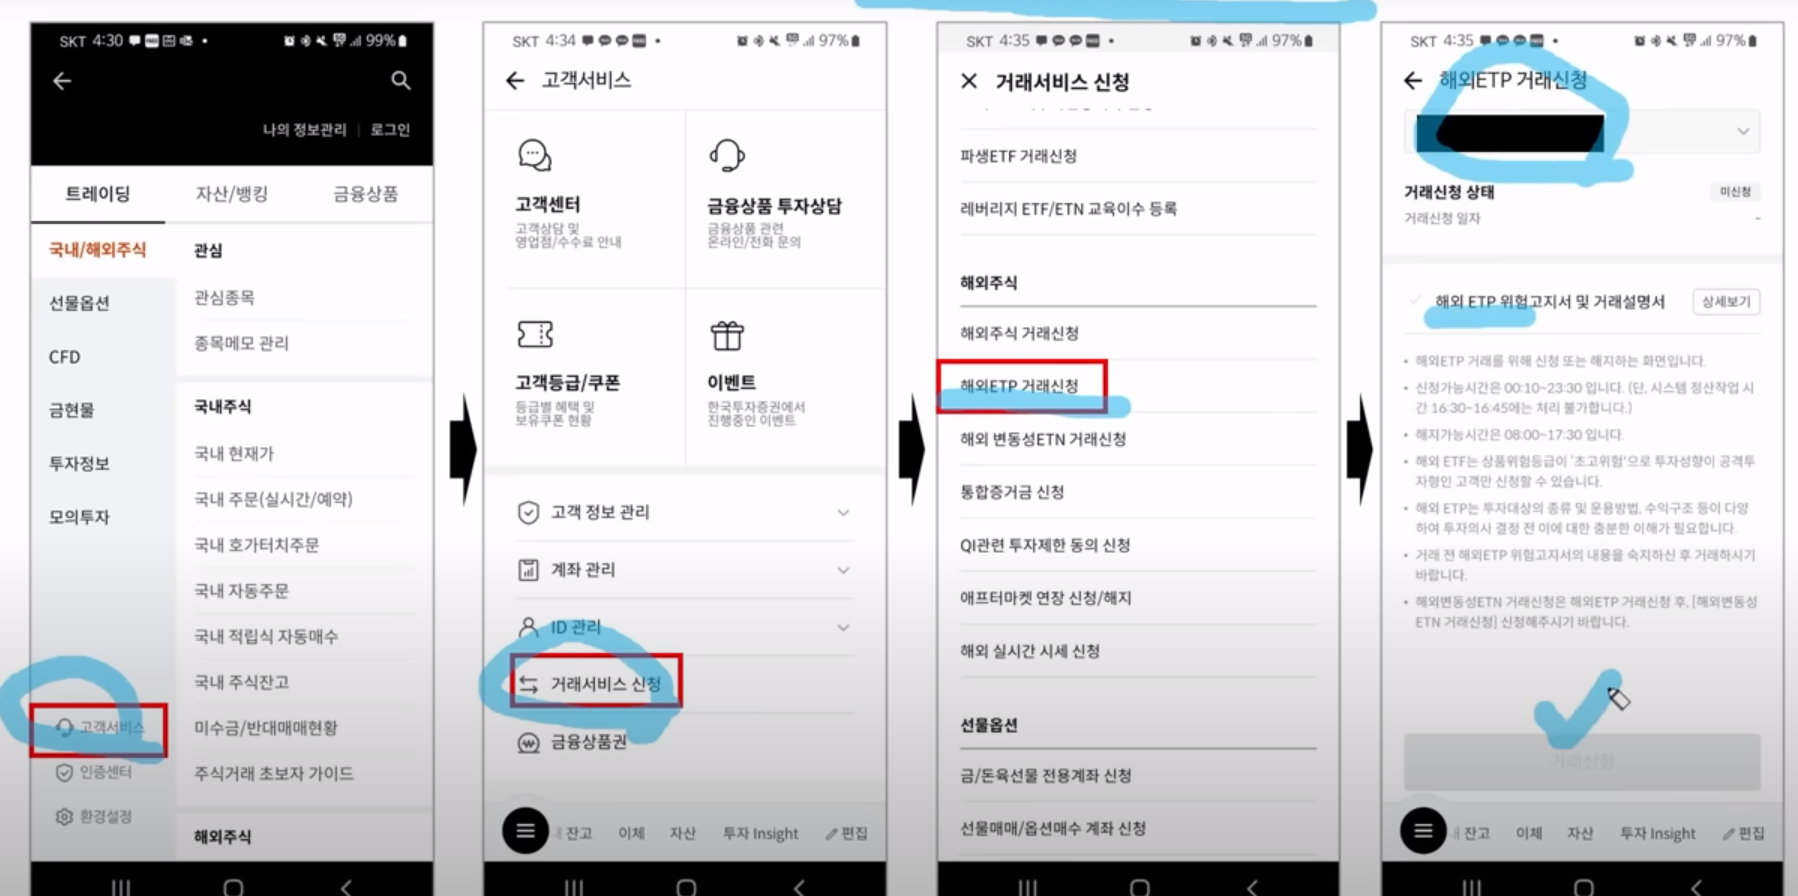 SKT 4:30
99%
나의 정보관리 | 로그인
트레이딩
자산/뱅킹
금융상품
국내/해외주식
선물옵션
CFD
금현물
투자정보
모의투자
고객서비스
인증센터
환경설정
관심
관심종목
종목메모 관리
국내주식
국내 현재가
국내 주문(실시간/예약)
국내 호가터치주문
국내 자동주문
국내 적립식 자동매수
국내 주식잔고
미수금/반대매매현황
주식거래 초보자 가이드
해외주식
SKT 4:34
97%
고객서비스
고객센터
고객상담 및
영업점/수수료 안내
금융상품 투자상담
금융상품 관련
온라인/전화 문의
고객등급/쿠폰
등급별 혜택 및
보유쿠폰 현황
이벤트
한국투자증권에서
진행중인 이벤트
고객 정보 관리
계좌 관리
ID 관리
거래서비스 신청
금융상품권
잔고
이체
자산
투자 Insight
편집
SKT 4:35
97%
거래서비스 신청
파생ETF 거래신청
레버리지 ETF/ETN 교육이수 등록
해외주식
해외주식 거래신청
해외ETP 거래신청
해외 변동성ETN 거래신청
통합증거금 신청
QI관련 투자제한 동의 신청
애프터마켓 연장 신청/해지
해외 실시간 시세 신청
선물옵션
금/돈육선물 전용계좌 신청
선물매매/옵션매수 계좌 신청
SKT 4:35
97%
해외ETP 거래신청
거래신청 상태
미신청
거래신청 일자
-
해외 ETP 위험고지서 및 거래설명서
상세보기
• 해외ETP 거래를 위해 신청 또는 해지하는 화면입니다.
• 신청가능시간은 00:10~23:30 입니다. (단, 시스템 정산작업 시
간 16:30~16:45에는 처리 불가합니다.)
• 해지가능시간은 08:00~17:30 입니다.
• 해외 ETF는 상품위험등급이 '초고위험'으로 투자성향이 공격투
자형인 고객만 신청할 수 있습니다.
• 해외 ETP는 투자대상의 종류 및 운용방법, 수익구조 등이 다양
하여 투자의사 결정 전 이에 대한 충분한 이해가 필요합니다.
• 거래 전 해외ETP 위험고지서의 내용을 숙지하신 후 거래하시기
바랍니다.
• 해외변동성ETN 거래신청은 해외ETP 거래신청 후, [해외변동성
ETN 거래신청] 신청해주시기 바랍니다.
거래신청
잔고
이체
자산
투자 Insight
편집